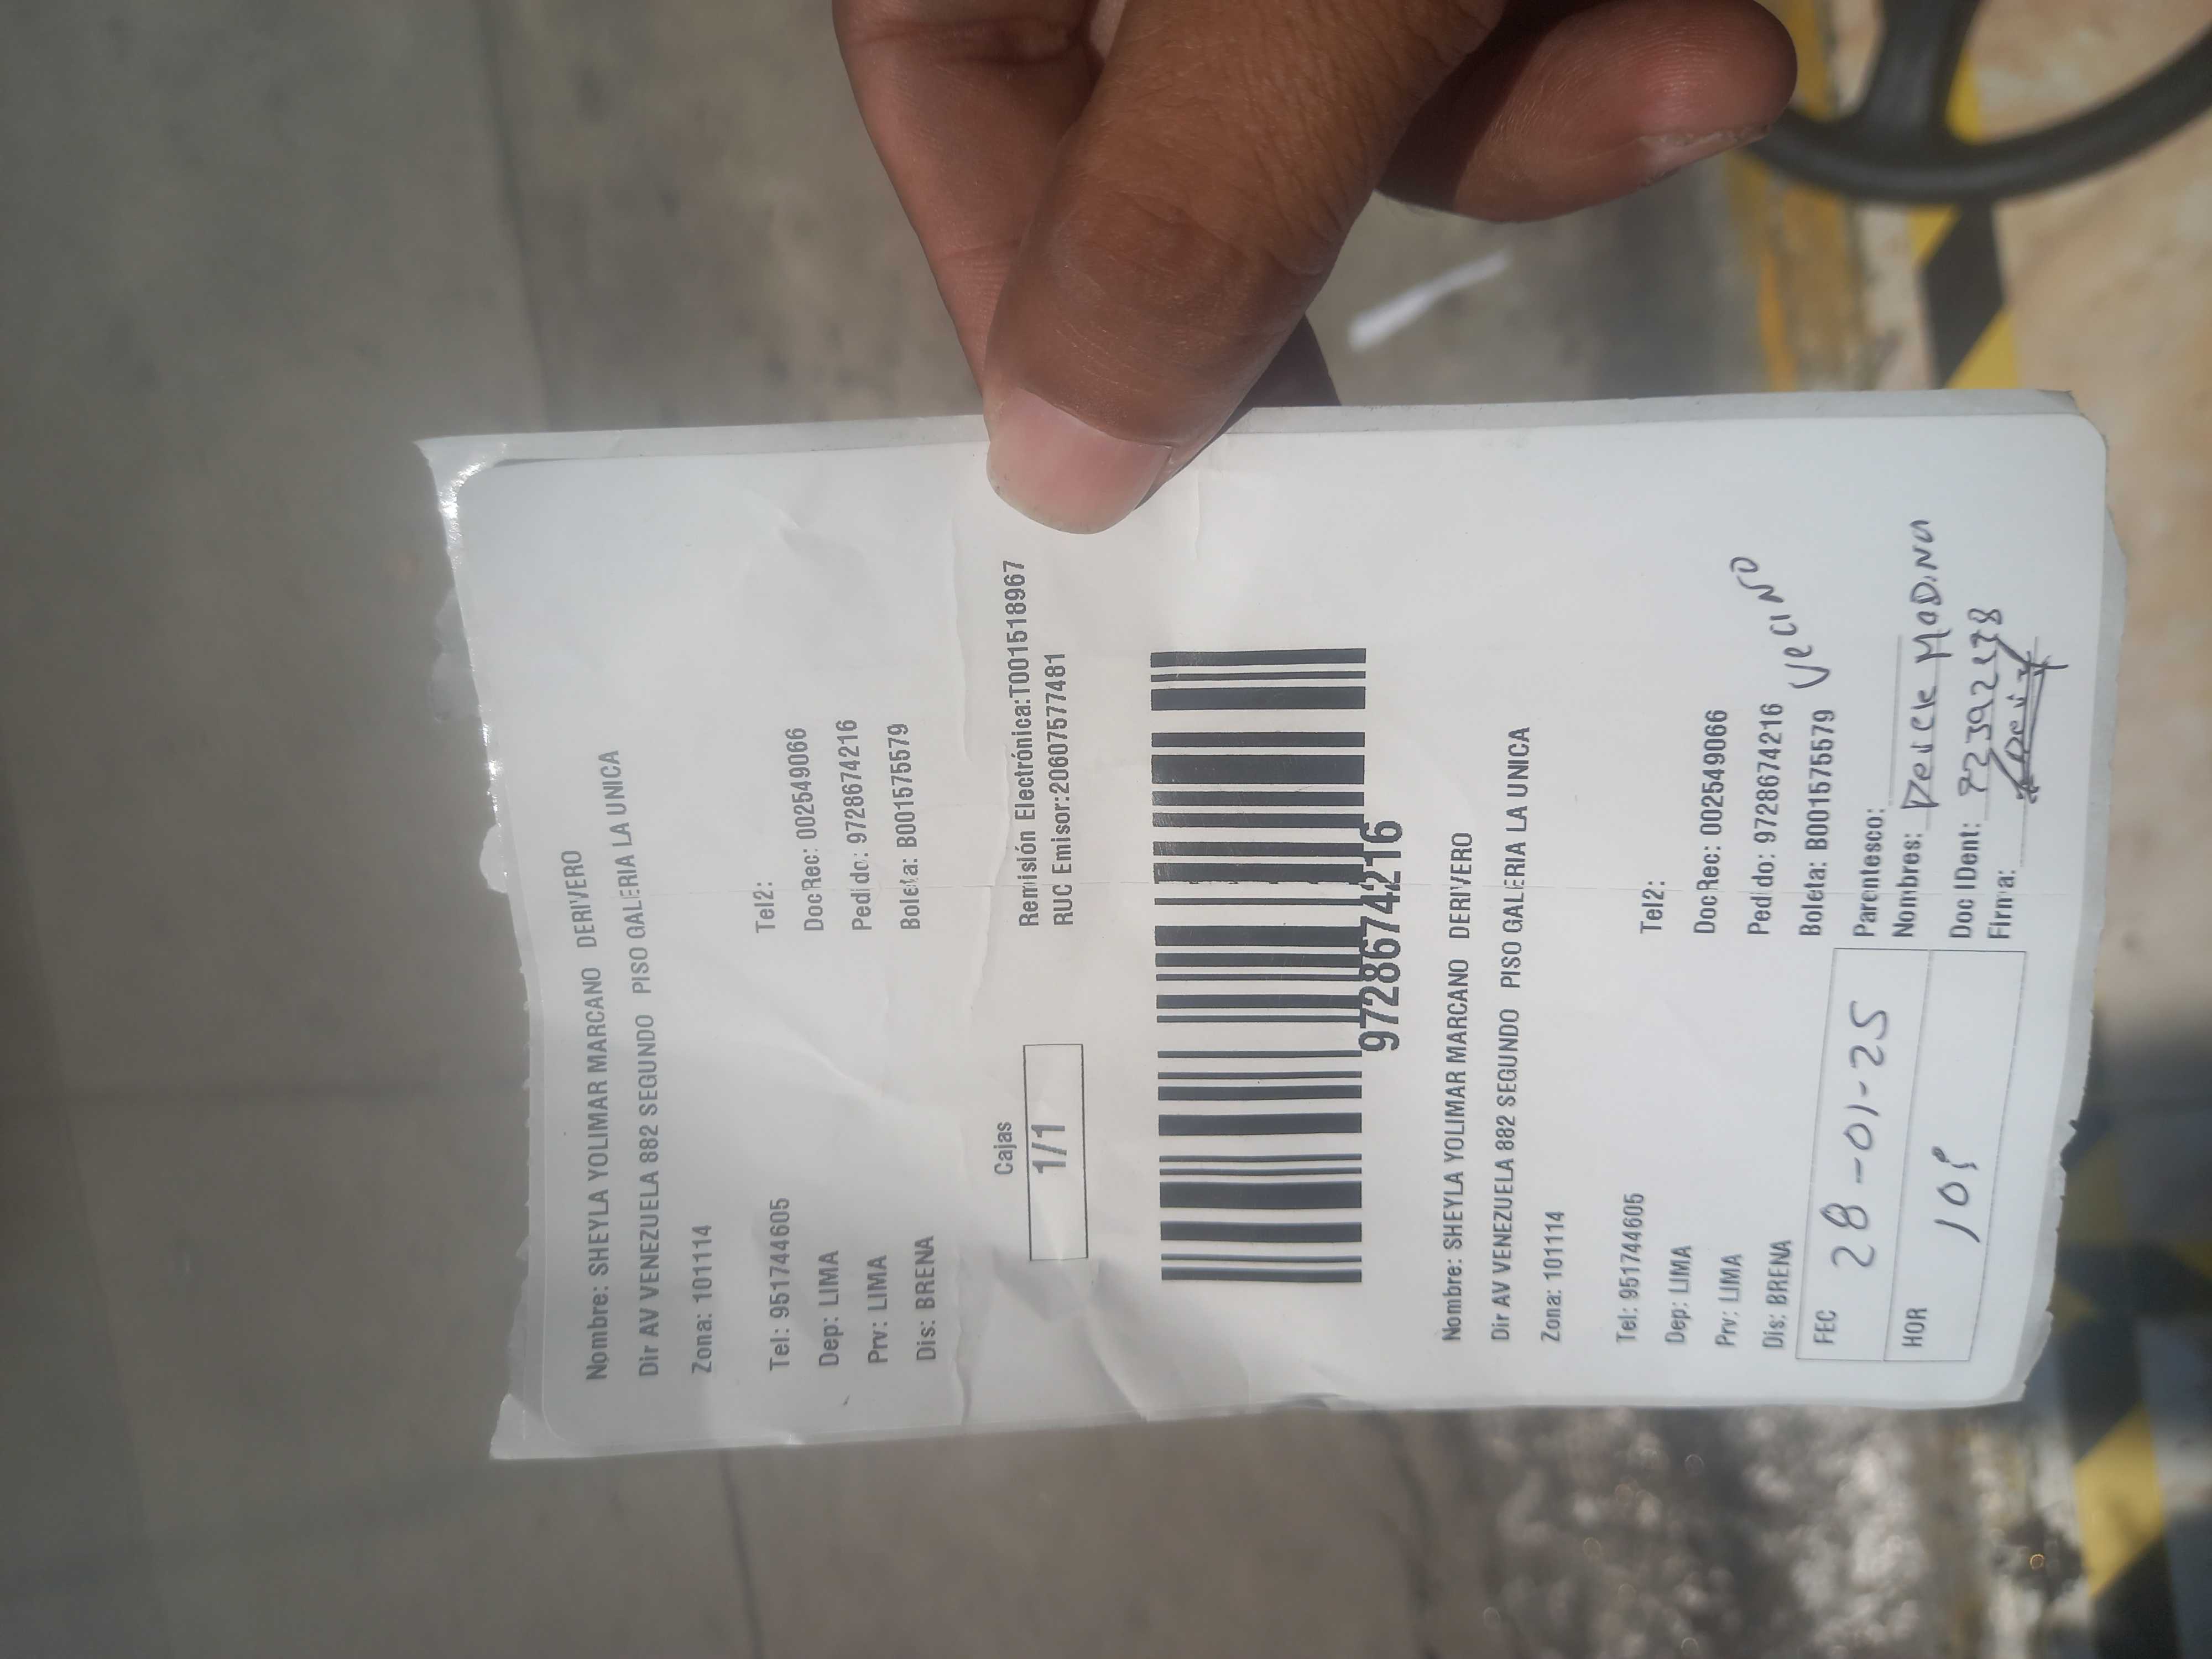 Nombre: SHEYLA YOLIMAR MARCANO DERIVERO
Dir AV VENEZUELA 882 SEGUNDO PISO GALERIA LA UNICA
Zona: 101114
Tel: 951744605 Tel2:
Dep: LIMA DocRec: 002549066
Prv: LIMA Pedido: 9728674216
Dis: BRENA Boleta: B001575579
Cajas
1/1
Remisión Electrónica:T001518967
RUC Emisor:20607577481
9728674216
Nombre: SHEYLA YOLIMAR MARCANO DERIVERO
Dir AV VENEZUELA 882 SEGUNDO PISO GALERIA LA UNICA
Zona: 101114
Tel: 951744605 Tel2:
Dep: LIMA DocRec: 002549066
Prv: LIMA Pedido: 9728674216
Dis: BRENA Boleta: B001575579
FEC 28-01-25
Parentesco: Vecino
Nombres:
HOR
Doc IDent:
Firma: